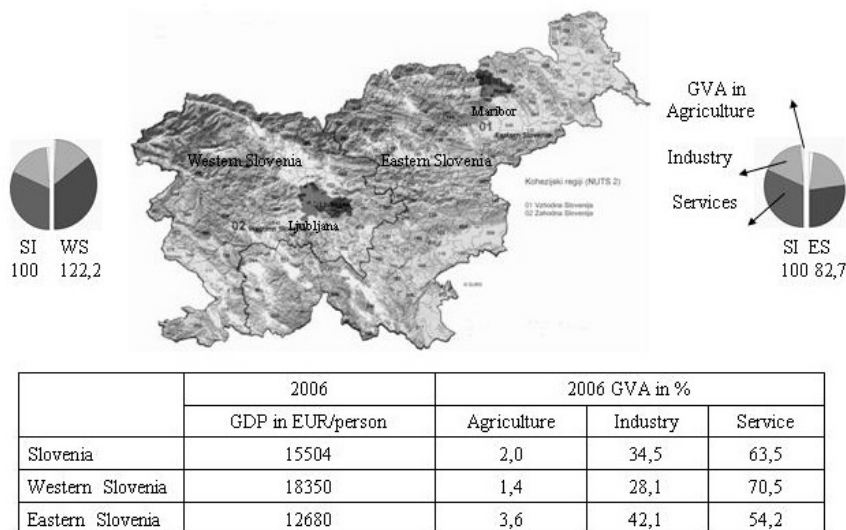 Maribor
01
Eastern Slovenia
Western Slovenia
Eastern Slovenia
GVA in
Agriculture
Industry
Services
Kohezijski regiji (NUTS 2)
01 Vzhodna Slovenija
02 Zahodna Slovenija
02
Ljubljana
SI WS
100 122,2
SI ES
100 82,7
© GURS
2006 2006 GVA in %
GDP in EUR/person Agriculture Industry Service
Slovenia 15504 2,0 34,5 63,5
Western Slovenia 18350 1,4 28,1 70,5
Eastern Slovenia 12680 3,6 42,1 54,2